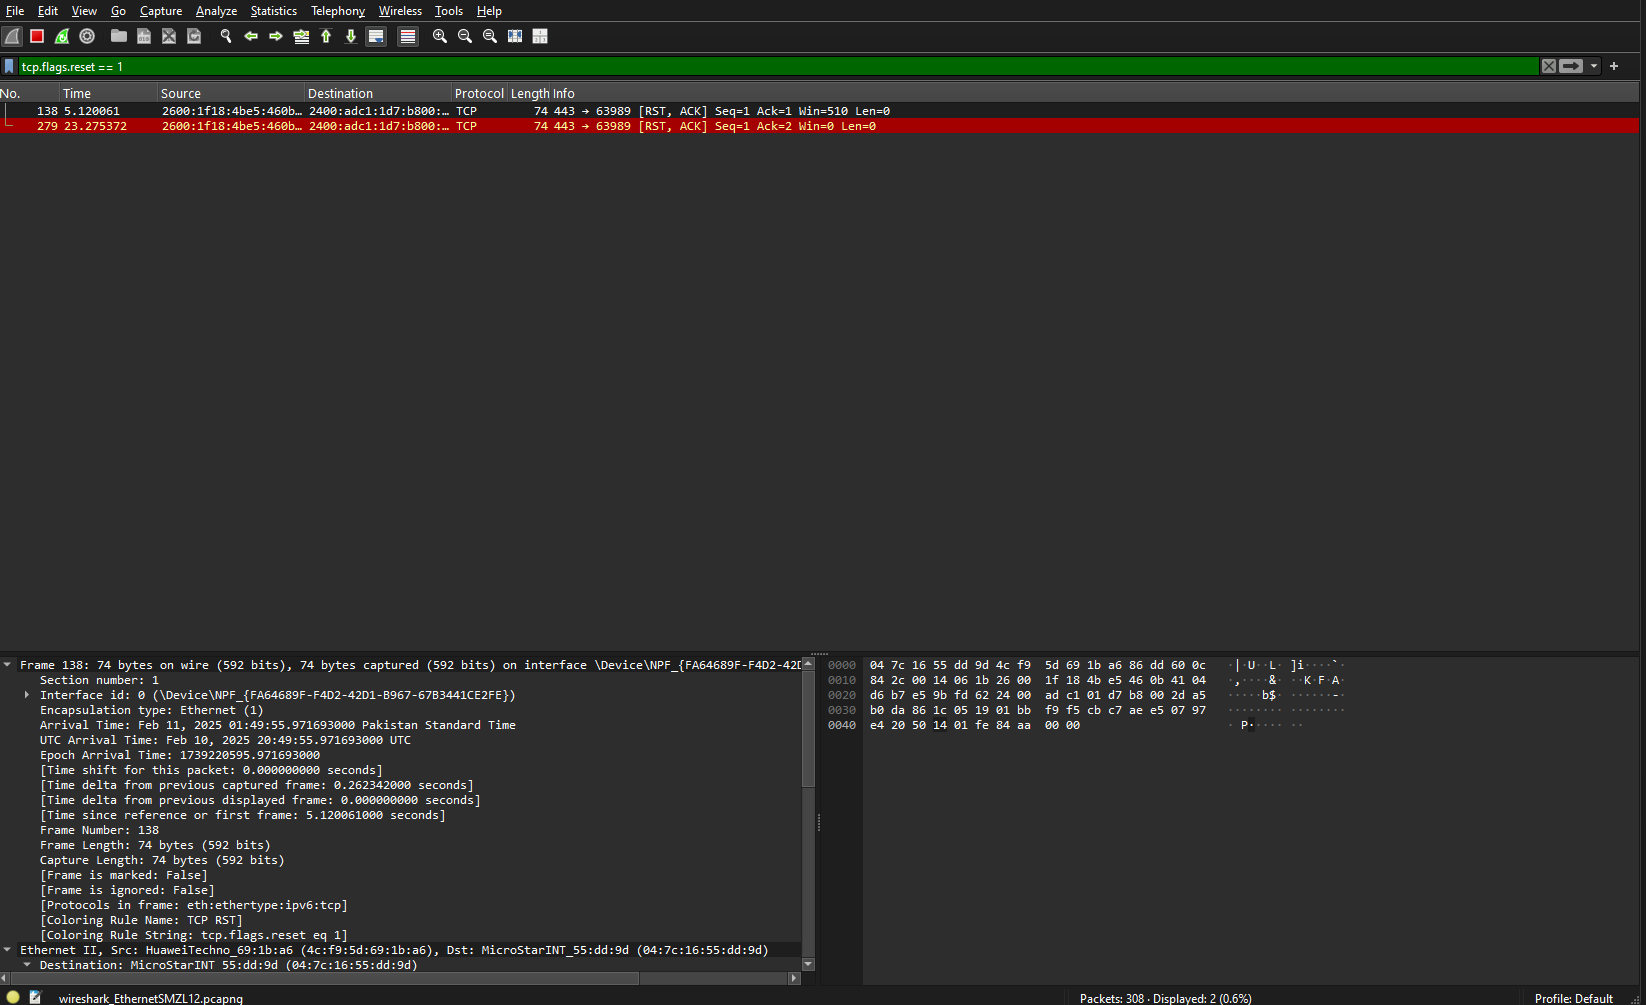 File Edit View Go Capture Analyze Statistics Telephony Wireless Tools Help
tcp.flags.reset == 1
No. Time Source Destination Protocol Length Info
138 5.120061 2600:1f18:4be5:460b… 2400:adc1:1d7:b800:… TCP 74 443 → 63989 [RST, ACK] Seq=1 Ack=1 Win=510 Len=0
279 23.275372 2600:1f18:4be5:460b… 2400:adc1:1d7:b800:… TCP 74 443 → 63989 [RST, ACK] Seq=1 Ack=2 Win=0 Len=0
Frame 138: 74 bytes on wire (592 bits), 74 bytes captured (592 bits) on interface \Device\NPF_{FA64689F-F4D2-42D
Section number: 1
Interface id: 0 (\Device\NPF_{FA64689F-F4D2-42D1-B967-67B3441CE2FE})
Encapsulation type: Ethernet (1)
Arrival Time: Feb 11, 2025 01:49:55.971693000 Pakistan Standard Time
UTC Arrival Time: Feb 10, 2025 20:49:55.971693000 UTC
Epoch Arrival Time: 1739220595.971693000
[Time shift for this packet: 0.000000000 seconds]
[Time delta from previous captured frame: 0.262342000 seconds]
[Time delta from previous displayed frame: 0.000000000 seconds]
[Time since reference or first frame: 5.120061000 seconds]
Frame Number: 138
Frame Length: 74 bytes (592 bits)
Capture Length: 74 bytes (592 bits)
[Frame is marked: False]
[Frame is ignored: False]
[Protocols in frame: eth:ethertype:ipv6:tcp]
[Coloring Rule Name: TCP RST]
[Coloring Rule String: tcp.flags.reset eq 1]
Ethernet II, Src: HuaweiTechno_69:1b:a6 (4c:f9:5d:69:1b:a6), Dst: MicroStarINT_55:dd:9d (04:7c:16:55:dd:9d)
Destination: MicroStarINT_55:dd:9d (04:7c:16:55:dd:9d)
0000 04 7c 16 55 dd 9d 4c f9 5d 69 1b a6 86 dd 60 0c ·|·U··L· ]i····`·
0010 84 2c 00 14 06 1b 26 00 1f 18 4b e5 46 0b 41 04 ·,····&· ··K·F·A·
0020 d6 b7 e5 9b fd 62 24 00 ad c1 01 d7 b8 00 2d a5 ·····b$· ······-·
0030 b0 da 86 1c 05 19 01 bb f9 f5 cb c7 ae e5 07 97 ········ ········
0040 e4 20 50 14 01 fe 84 aa 00 00 · P····· ··
wireshark_EthernetSMZL12.pcapng Packets: 308 · Displayed: 2 (0.6%) Profile: Default